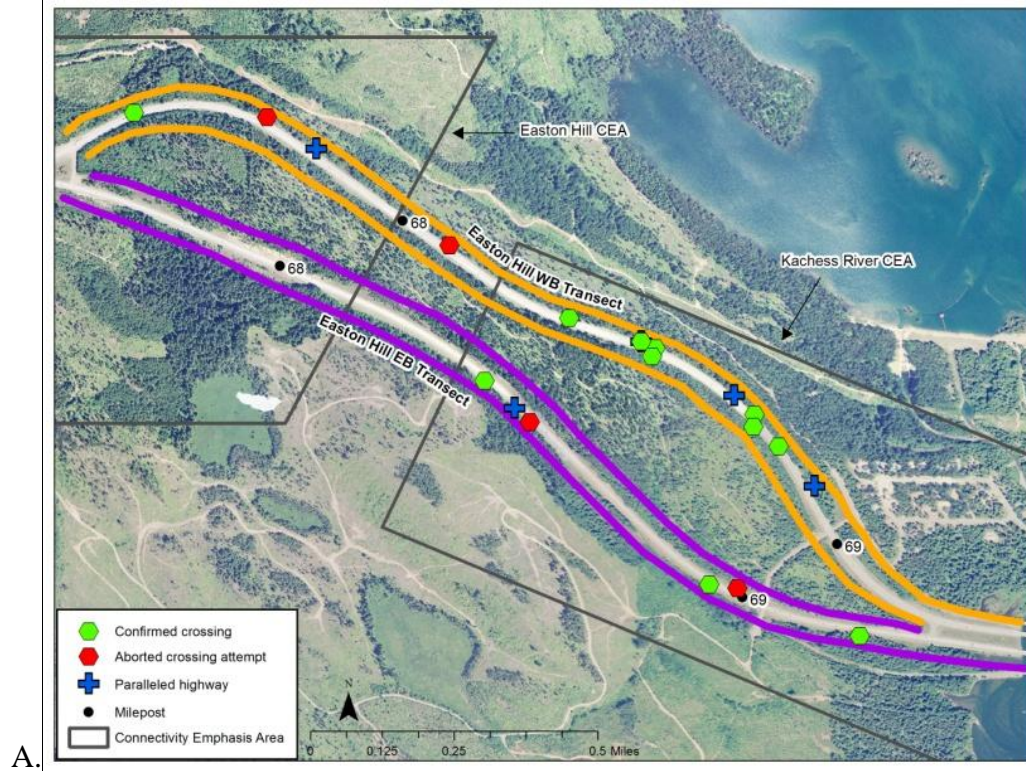 Easton Hill CEA
68
Easton Hill WB Transect
Kachess River CEA
68
Easton Hill EB Transect
69
69
Confirmed crossing
Aborted crossing attempt
Paralleled highway
Milepost
Connectivity Emphasis Area
N
0 0.125 0.25 0.5 Miles
A.